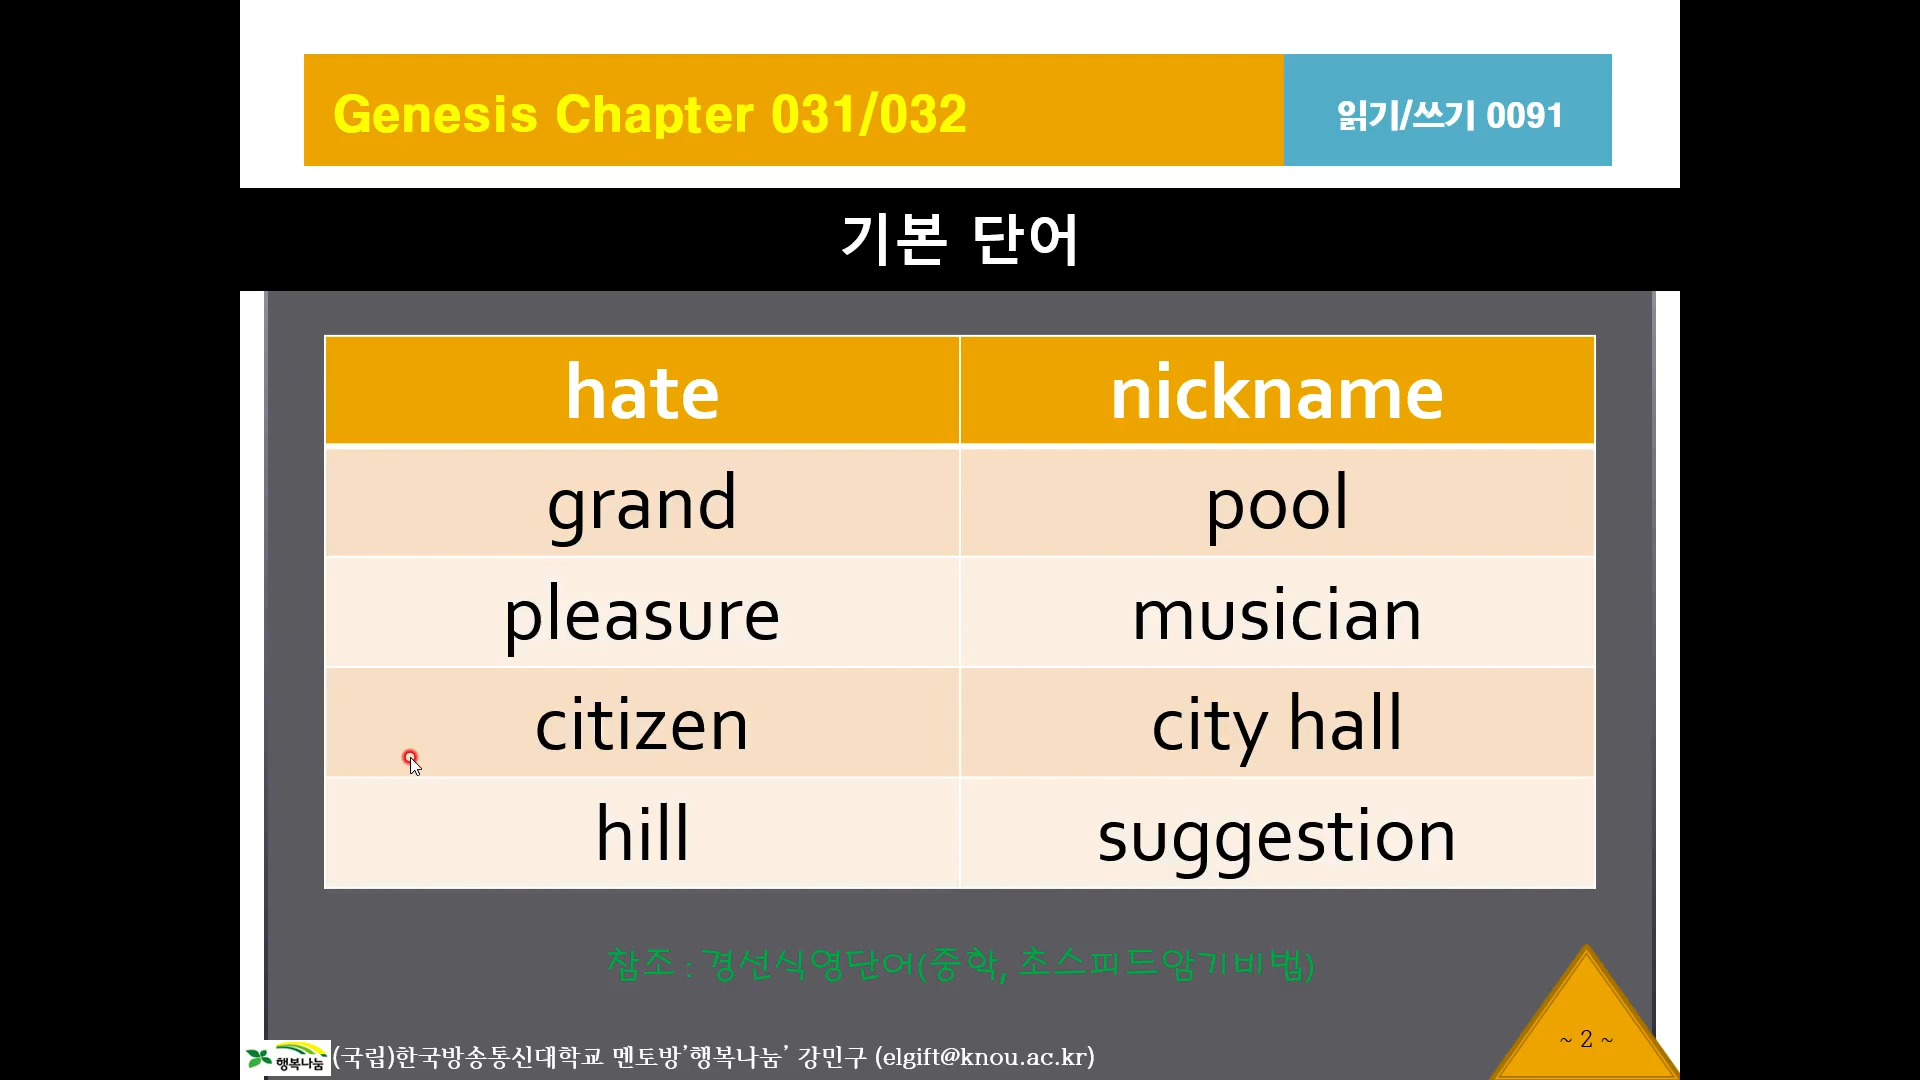 Genesis Chapter 031/032
읽기/쓰기 0091
기본 단어
hate nickname
grand pool
pleasure musician
citizen city hall
hill suggestion
참조 : 경선식영단어(중학, 초스피드암기비법)
~ 2 ~
행복나눔
(국립)한국방송통신대학교 멘토방'행복나눔' 강민구 (elgift@knou.ac.kr)